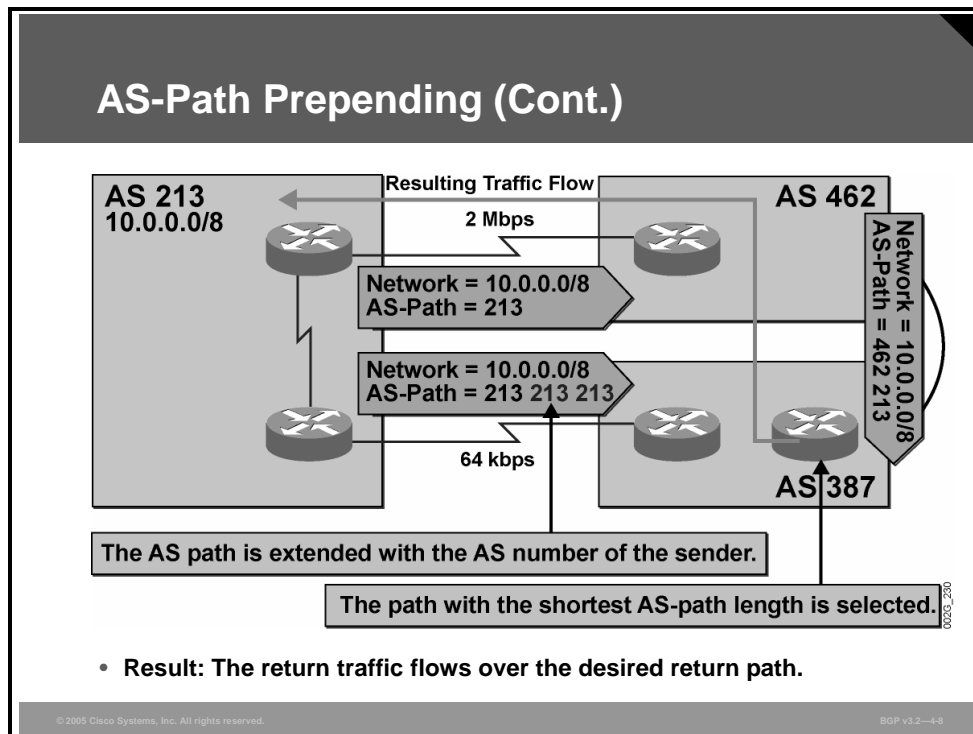 AS-Path Prepending (Cont.)
AS 213
10.0.0.0/8
Resulting Traffic Flow
2 Mbps
AS 462
Network = 10.0.0.0/8
AS-Path = 213
Network = 10.0.0.0/8
AS-Path = 462 213
Network = 10.0.0.0/8
AS-Path = 213 213 213
64 kbps
AS 387
The AS path is extended with the AS number of the sender.
The path with the shortest AS-path length is selected.
002G_230
• Result: The return traffic flows over the desired return path.
© 2005 Cisco Systems, Inc. All rights reserved.
BGP v3.2—4-8